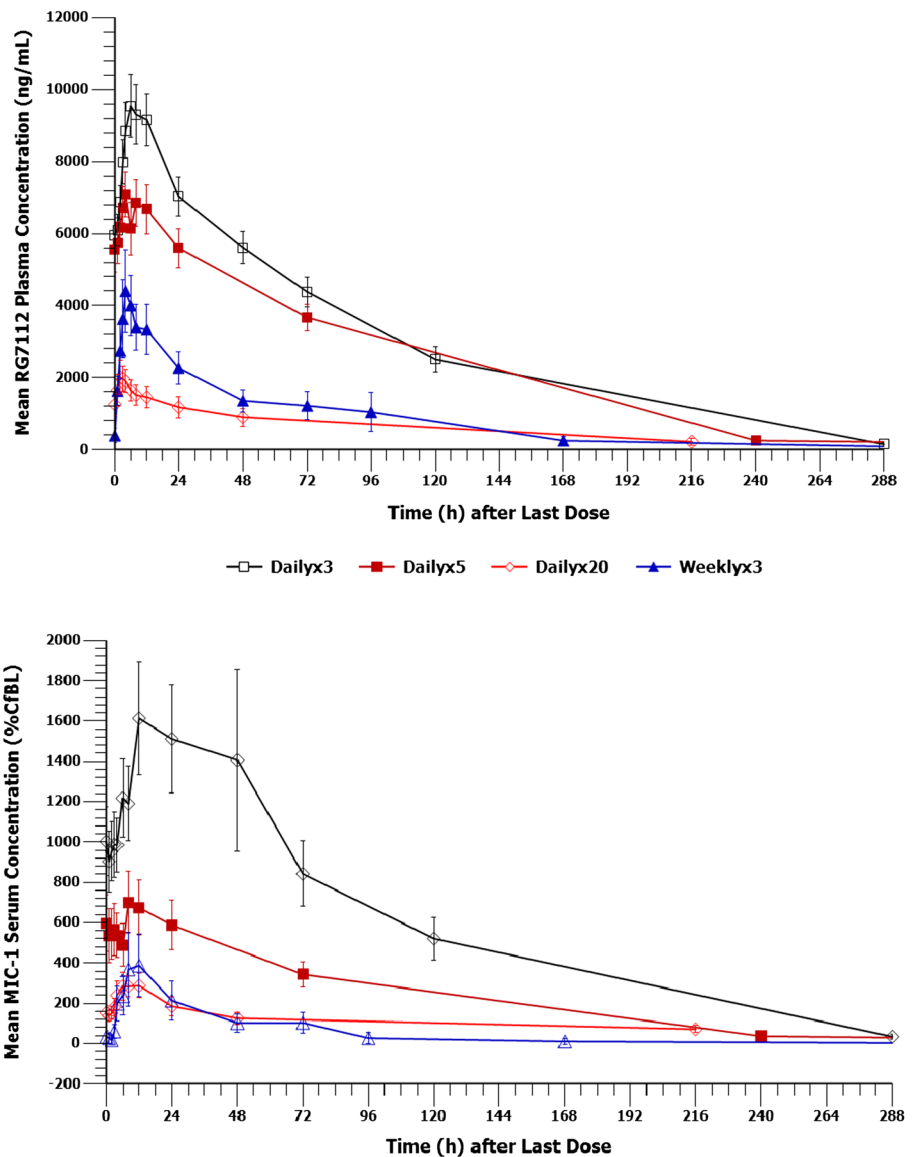 12000
10000
8000
6000
4000
2000
0
Mean RG7112 Plasma Concentration (ng/mL)
0 24 48 72 96 120 144 168 192 216 240 264 288
Time (h) after Last Dose
Dailyx3 Dailyx5 Dailyx20 Weeklyx3
2000
1800
1600
1400
1200
1000
800
600
400
200
0
-200
Mean MIC-1 Serum Concentration (%CfBL)
0 24 48 72 96 120 144 168 192 216 240 264 288
Time (h) after Last Dose